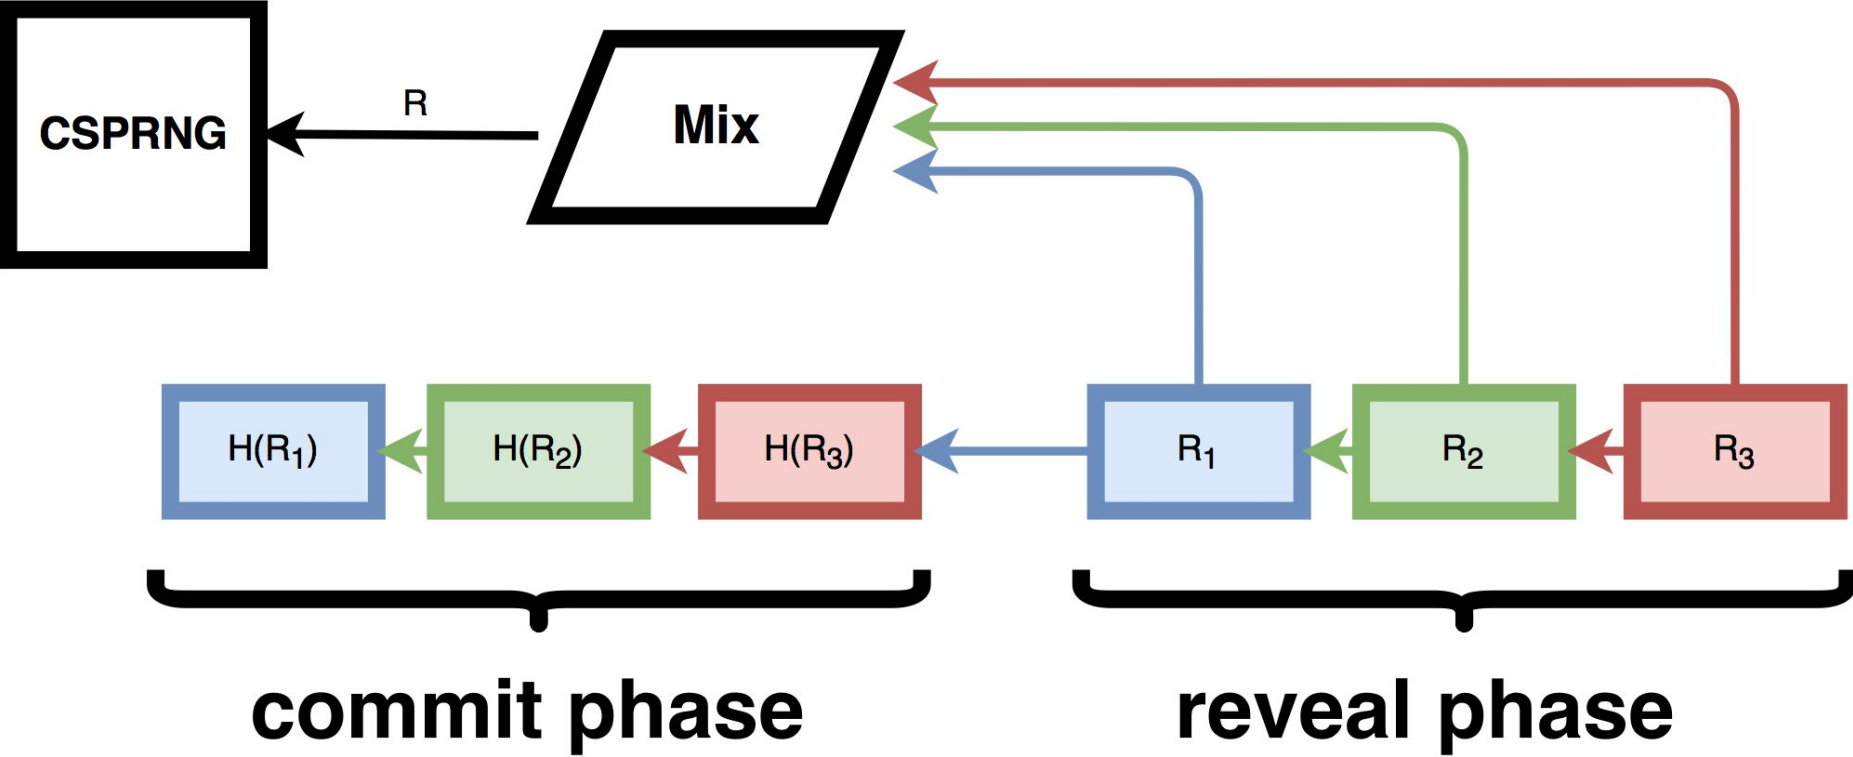 CSPRNG
R
Mix
H(R₁)
H(R₂)
H(R₃)
R₁
R₂
R₃
commit phase
reveal phase